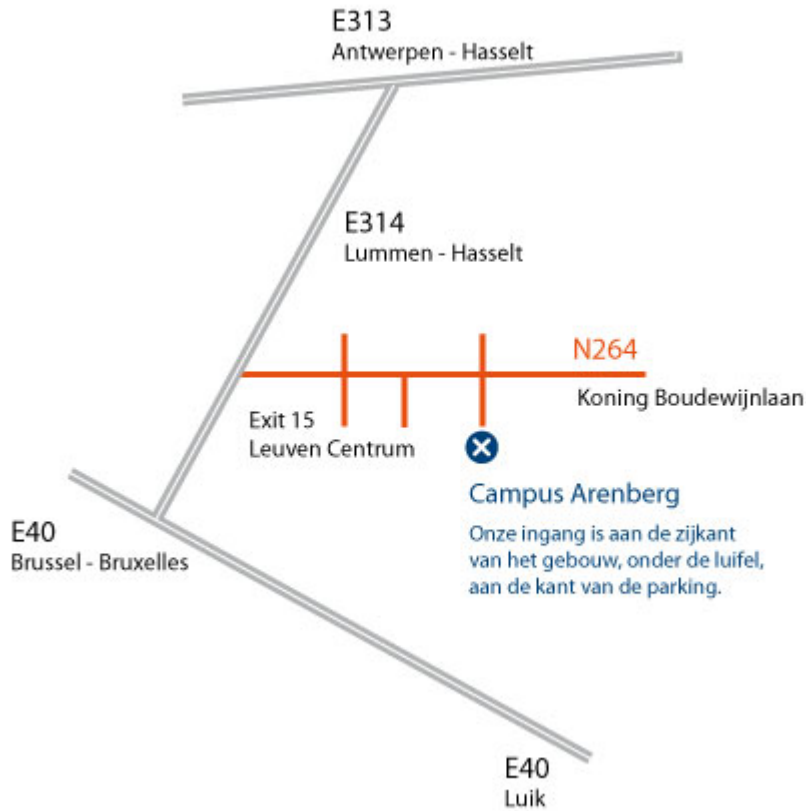 E313
Antwerpen - Hasselt
E314
Lummen - Hasselt
N264
Koning Boudewijnlaan
Exit 15
Leuven Centrum
Campus Arenberg
Onze ingang is aan de zijkant
van het gebouw, onder de luifel,
aan de kant van de parking.
E40
Brussel - Bruxelles
E40
Luik